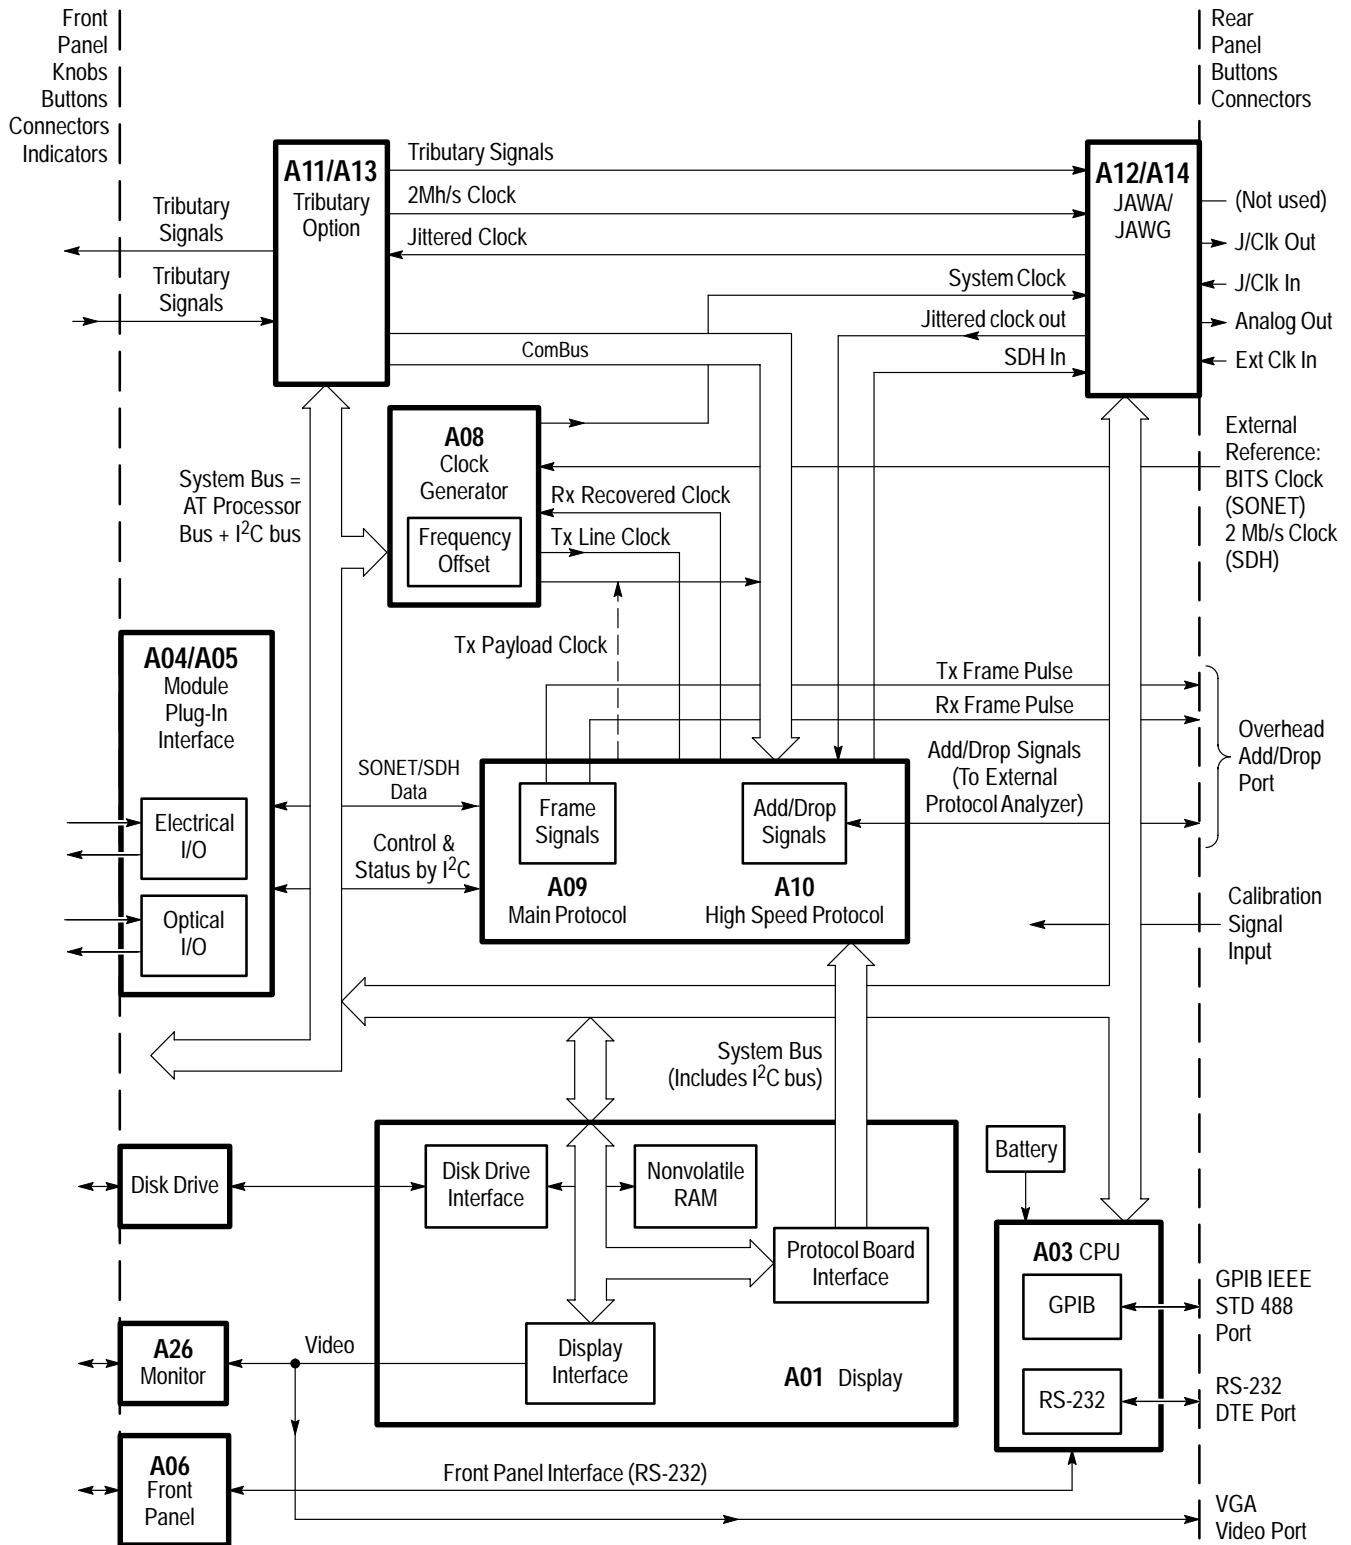 Front
Panel
Knobs
Buttons
Connectors
Indicators
Rear
Panel
Buttons
Connectors
A11/A13
Tributary
Option
Tributary Signals
2Mh/s Clock
Jittered Clock
A12/A14
JAWA/
JAWG
(Not used)
J/Clk Out
J/Clk In
Analog Out
Ext Clk In
Tributary
Signals
Tributary
Signals
System Clock
Jittered clock out
SDH In
ComBus
A08
Clock
Generator
Frequency
Offset
Rx Recovered Clock
Tx Line Clock
Tx Payload Clock
External
Reference:
BITS Clock
(SONET)
2 Mb/s Clock
(SDH)
System Bus =
AT Processor
Bus + I²C bus
A04/A05
Module
Plug-In
Interface
Electrical
I/O
Optical
I/O
SONET/SDH
Data
Control &
Status by I²C
Tx Frame Pulse
Rx Frame Pulse
Add/Drop Signals
(To External
Protocol Analyzer)
Overhead
Add/Drop
Port
Frame
Signals
Add/Drop
Signals
A09
Main Protocol
A10
High Speed Protocol
Calibration
Signal
Input
System Bus
(Includes I²C bus)
Disk Drive
Disk Drive
Interface
Nonvolatile
RAM
Protocol Board
Interface
Display
Interface
A01 Display
Battery
A03 CPU
GPIB
RS-232
GPIB IEEE
STD 488
Port
RS-232
DTE Port
A26
Monitor
Video
A06
Front
Panel
Front Panel Interface (RS-232)
VGA
Video Port